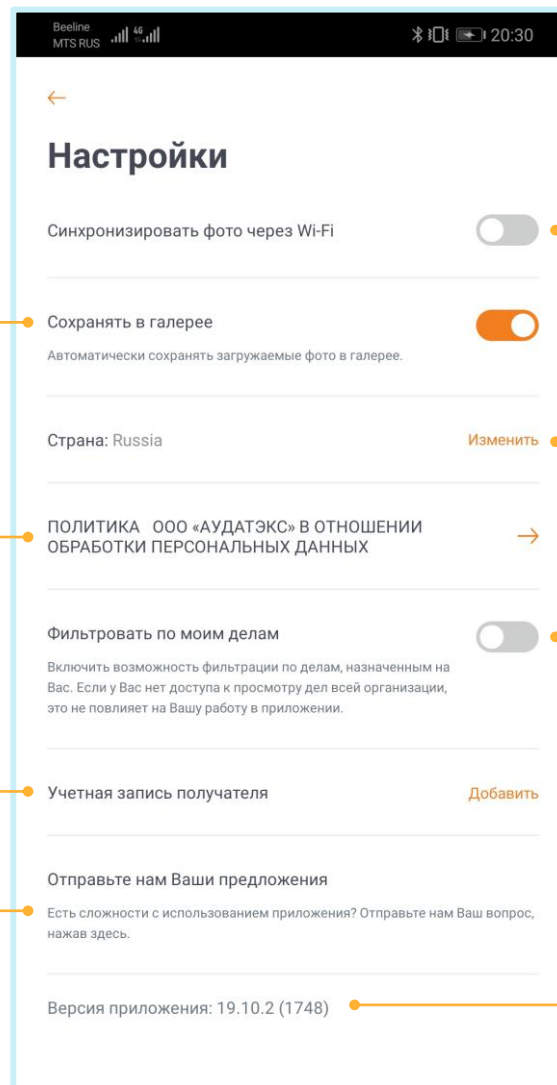 Beeline
MTS RUS 4G 20:30
Настройки
Синхронизировать фото через Wi-Fi
Сохранять в галерее
Автоматически сохранять загружаемые фото в галерее.
Страна: Russia Изменить
ПОЛИТИКА ООО «АУДАТЭКС» В ОТНОШЕНИИ
ОБРАБОТКИ ПЕРСОНАЛЬНЫХ ДАННЫХ
Фильтровать по моим делам
Включить возможность фильтрации по делам, назначенным на
Вас. Если у Вас нет доступа к просмотру дел всей организации,
это не повлияет на Вашу работу в приложении.
Учетная запись получателя Добавить
Отправьте нам Ваши предложения
Есть сложности с использованием приложения? Отправьте нам Ваш вопрос,
нажав здесь.
Версия приложения: 19.10.2 (1748)